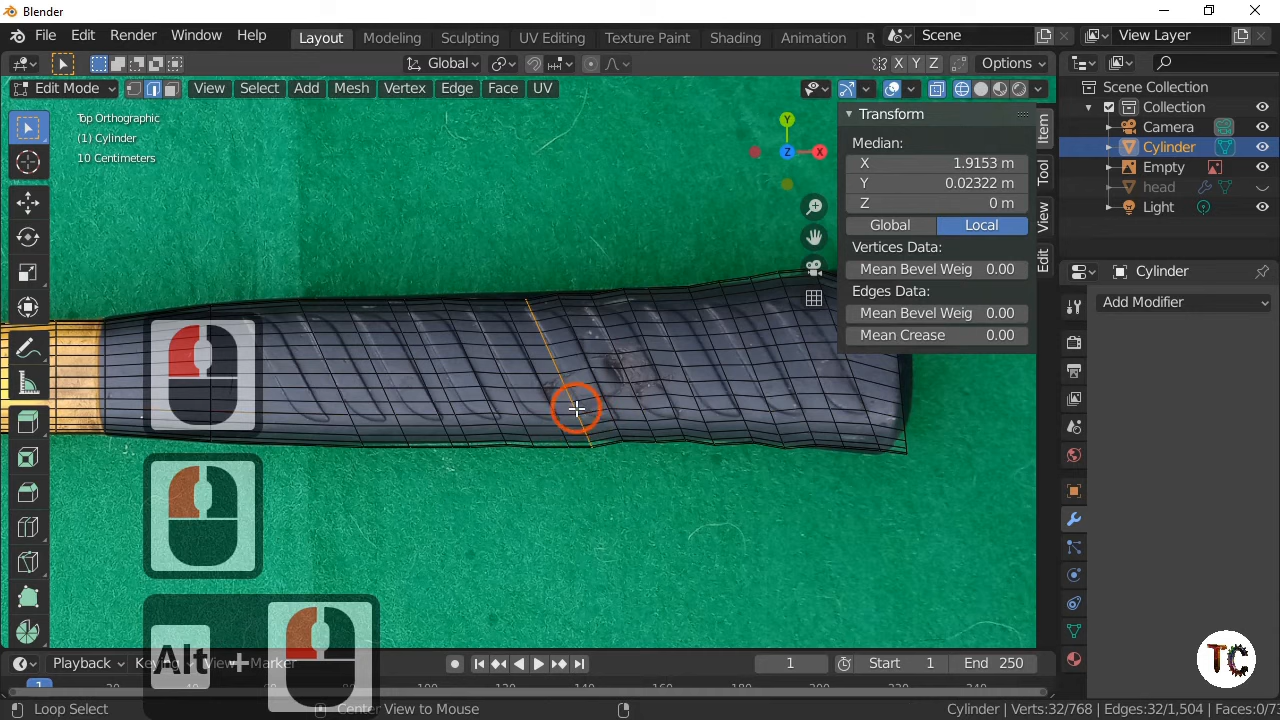 Blender
File Edit Render Window Help Layout Modeling Sculpting UV Editing Texture Paint Shading Animation R Scene View Layer
Global X Y Z Options
Edit Mode View Select Add Mesh Vertex Edge Face UV
Top Orthographic
(1) Cylinder
10 Centimeters
Y
Z X
Transform
Median:
X 1.9153 m
Y 0.02322 m
Z 0 m
Global Local
Vertices Data:
Mean Bevel Weig 0.00
Edges Data:
Mean Bevel Weig 0.00
Mean Crease 0.00
Item
Tool
View
Edit
Scene Collection
Collection
Camera
Cylinder
Empty
head
Light
Cylinder
Add Modifier
Alt +
TC
Playback Keying View Marker 1 Start 1 End 250
1
Loop Select Center View to Mouse Cylinder | Verts:32/768 | Edges:32/1,504 | Faces:0/73